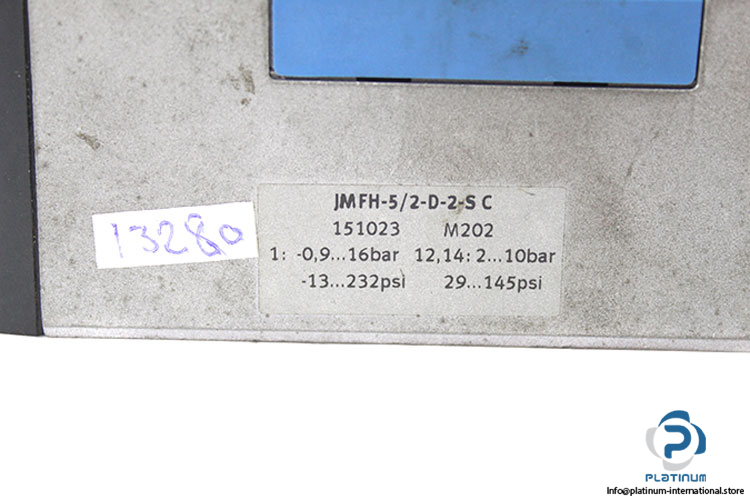 JMFH-5/2-D-2-S C
151023 M202
13280
1: -0,9...16bar 12,14: 2...10bar
-13...232psi 29...145psi
PLATINUM
Info@platinum-international.store